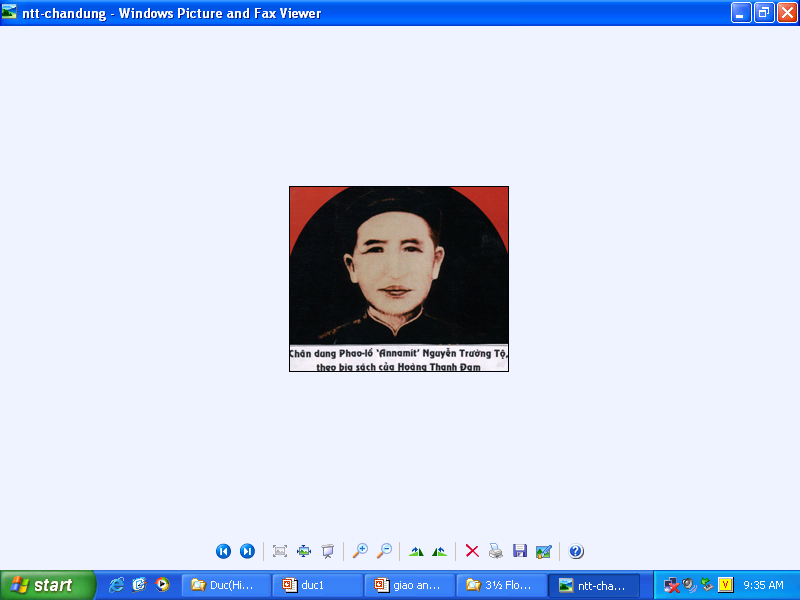 ntt-chandung - Windows Picture and Fax Viewer
Chân dung Phao-lồ 'Annamit' Nguyễn Trường Tộ,
theo bìa sách của Hoàng Thanh Đạm
start
Duc(Hi...
duc1
giao an...
3½ Flo...
ntt-cha...
V
9:35 AM